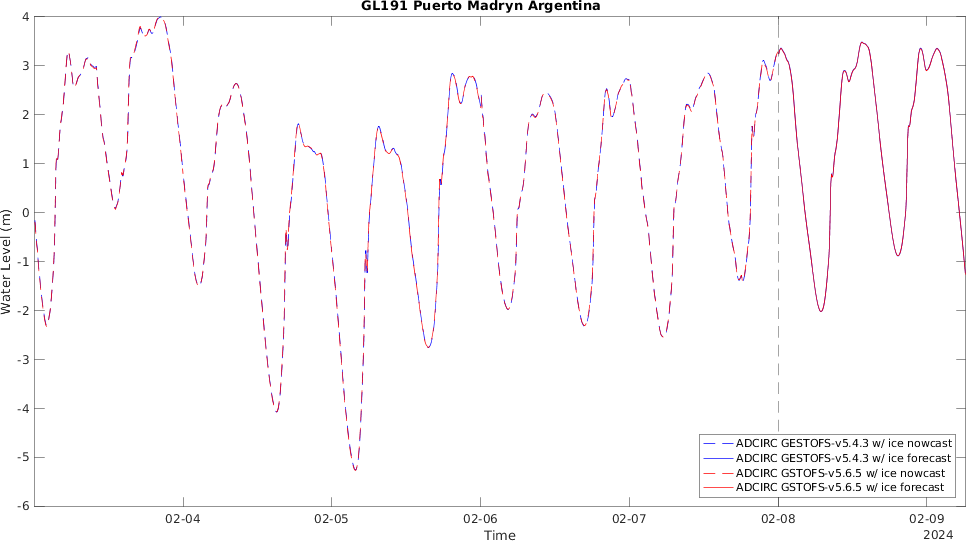 GL191 Puerto Madryn Argentina
4
3
2
1
0
-1
-2
-3
-4
-5
-6
Water Level (m)
ADCIRC GESTOFS-v5.4.3 w/ ice nowcast
ADCIRC GESTOFS-v5.4.3 w/ ice forecast
ADCIRC GSTOFS-v5.6.5 w/ ice nowcast
ADCIRC GSTOFS-v5.6.5 w/ ice forecast
02-04 02-05 02-06 02-07 02-08 02-09
Time
2024